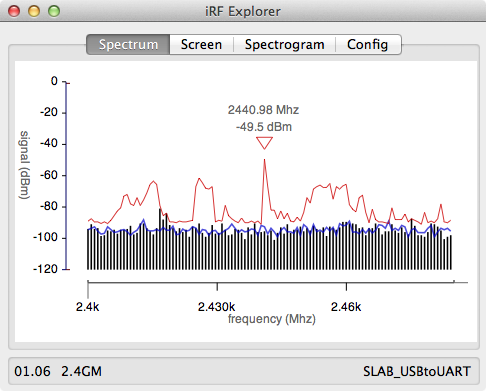 iRF Explorer
Spectrum Screen Spectrogram Config
2440.98 Mhz
-49.5 dBm
signal (dBm)
0
-20
-40
-60
-80
-100
-120
2.4k 2.430k 2.46k
frequency (Mhz)
01.06 2.4GM SLAB_USBtoUART